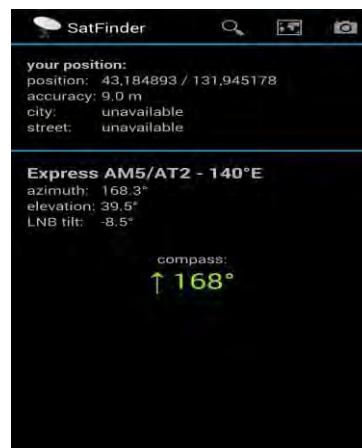 SatFinder
your position:
position: 43,184893 / 131,945178
accuracy: 9.0 m
city: unavailable
street: unavailable
Express AM5/AT2 - 140°E
azimuth: 168.3°
elevation: 39.5°
LNB tilt: -8.5°
compass:
↑ 168°